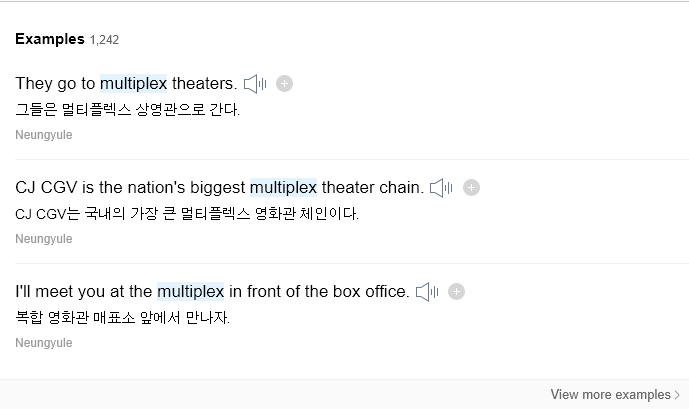 Examples 1,242
They go to multiplex theaters.
그들은 멀티플렉스 상영관으로 간다.
Neungyule
CJ CGV is the nation's biggest multiplex theater chain.
CJ CGV는 국내의 가장 큰 멀티플렉스 영화관 체인이다.
Neungyule
I'll meet you at the multiplex in front of the box office.
복합 영화관 매표소 앞에서 만나자.
Neungyule
View more examples